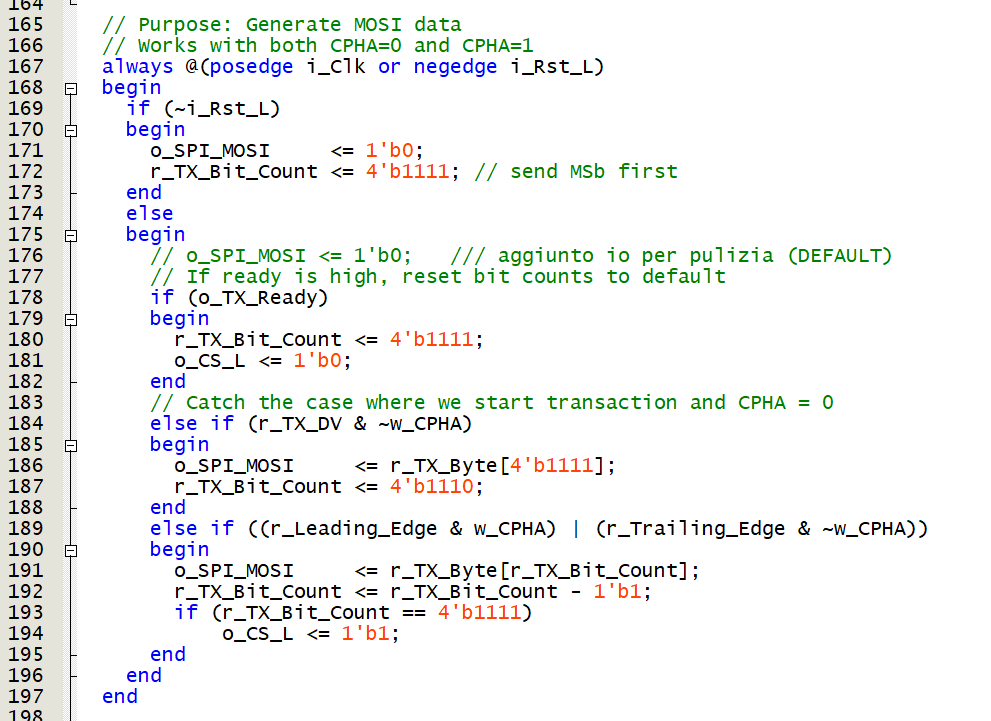 164
165 // Purpose: Generate MOSI data
166 // Works with both CPHA=0 and CPHA=1
167 always @(posedge i_Clk or negedge i_Rst_L)
168 begin
169 if (~i_Rst_L)
170 begin
171 o_SPI_MOSI <= 1'b0;
172 r_TX_Bit_Count <= 4'b1111; // send MSb first
173 end
174 else
175 begin
176 // o_SPI_MOSI <= 1'b0; /// aggiunto io per pulizia (DEFAULT)
177 // If ready is high, reset bit counts to default
178 if (o_TX_Ready)
179 begin
180 r_TX_Bit_Count <= 4'b1111;
181 o_CS_L <= 1'b0;
182 end
183 // Catch the case where we start transaction and CPHA = 0
184 else if (r_TX_DV & ~w_CPHA)
185 begin
186 o_SPI_MOSI <= r_TX_Byte[4'b1111];
187 r_TX_Bit_Count <= 4'b1110;
188 end
189 else if ((r_Leading_Edge & w_CPHA) | (r_Trailing_Edge & ~w_CPHA))
190 begin
191 o_SPI_MOSI <= r_TX_Byte[r_TX_Bit_Count];
192 r_TX_Bit_Count <= r_TX_Bit_Count - 1'b1;
193 if (r_TX_Bit_Count == 4'b1111)
194 o_CS_L <= 1'b1;
195 end
196 end
197 end
198